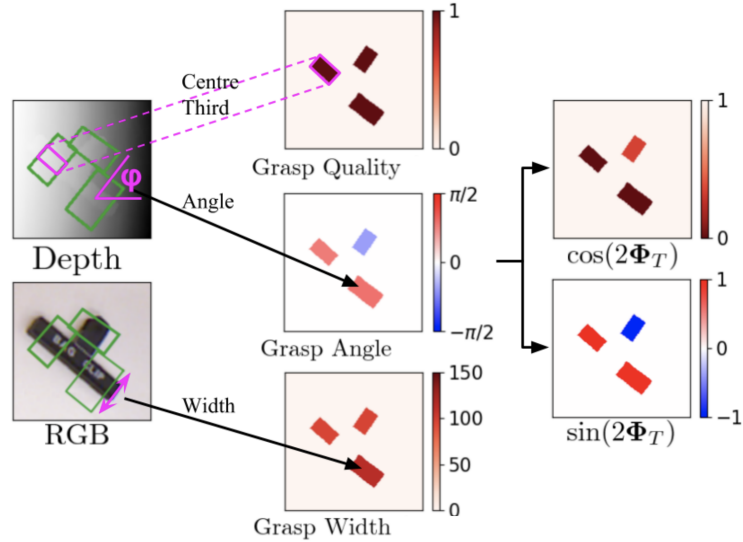 1
Centre
Third
0
Grasp Quality
φ
Depth
Angle
π/2
0
−π/2
Grasp Angle
RGB
Width
150
100
50
0
Grasp Width
1
0
cos(2Φ_T)
1
0
−1
sin(2Φ_T)